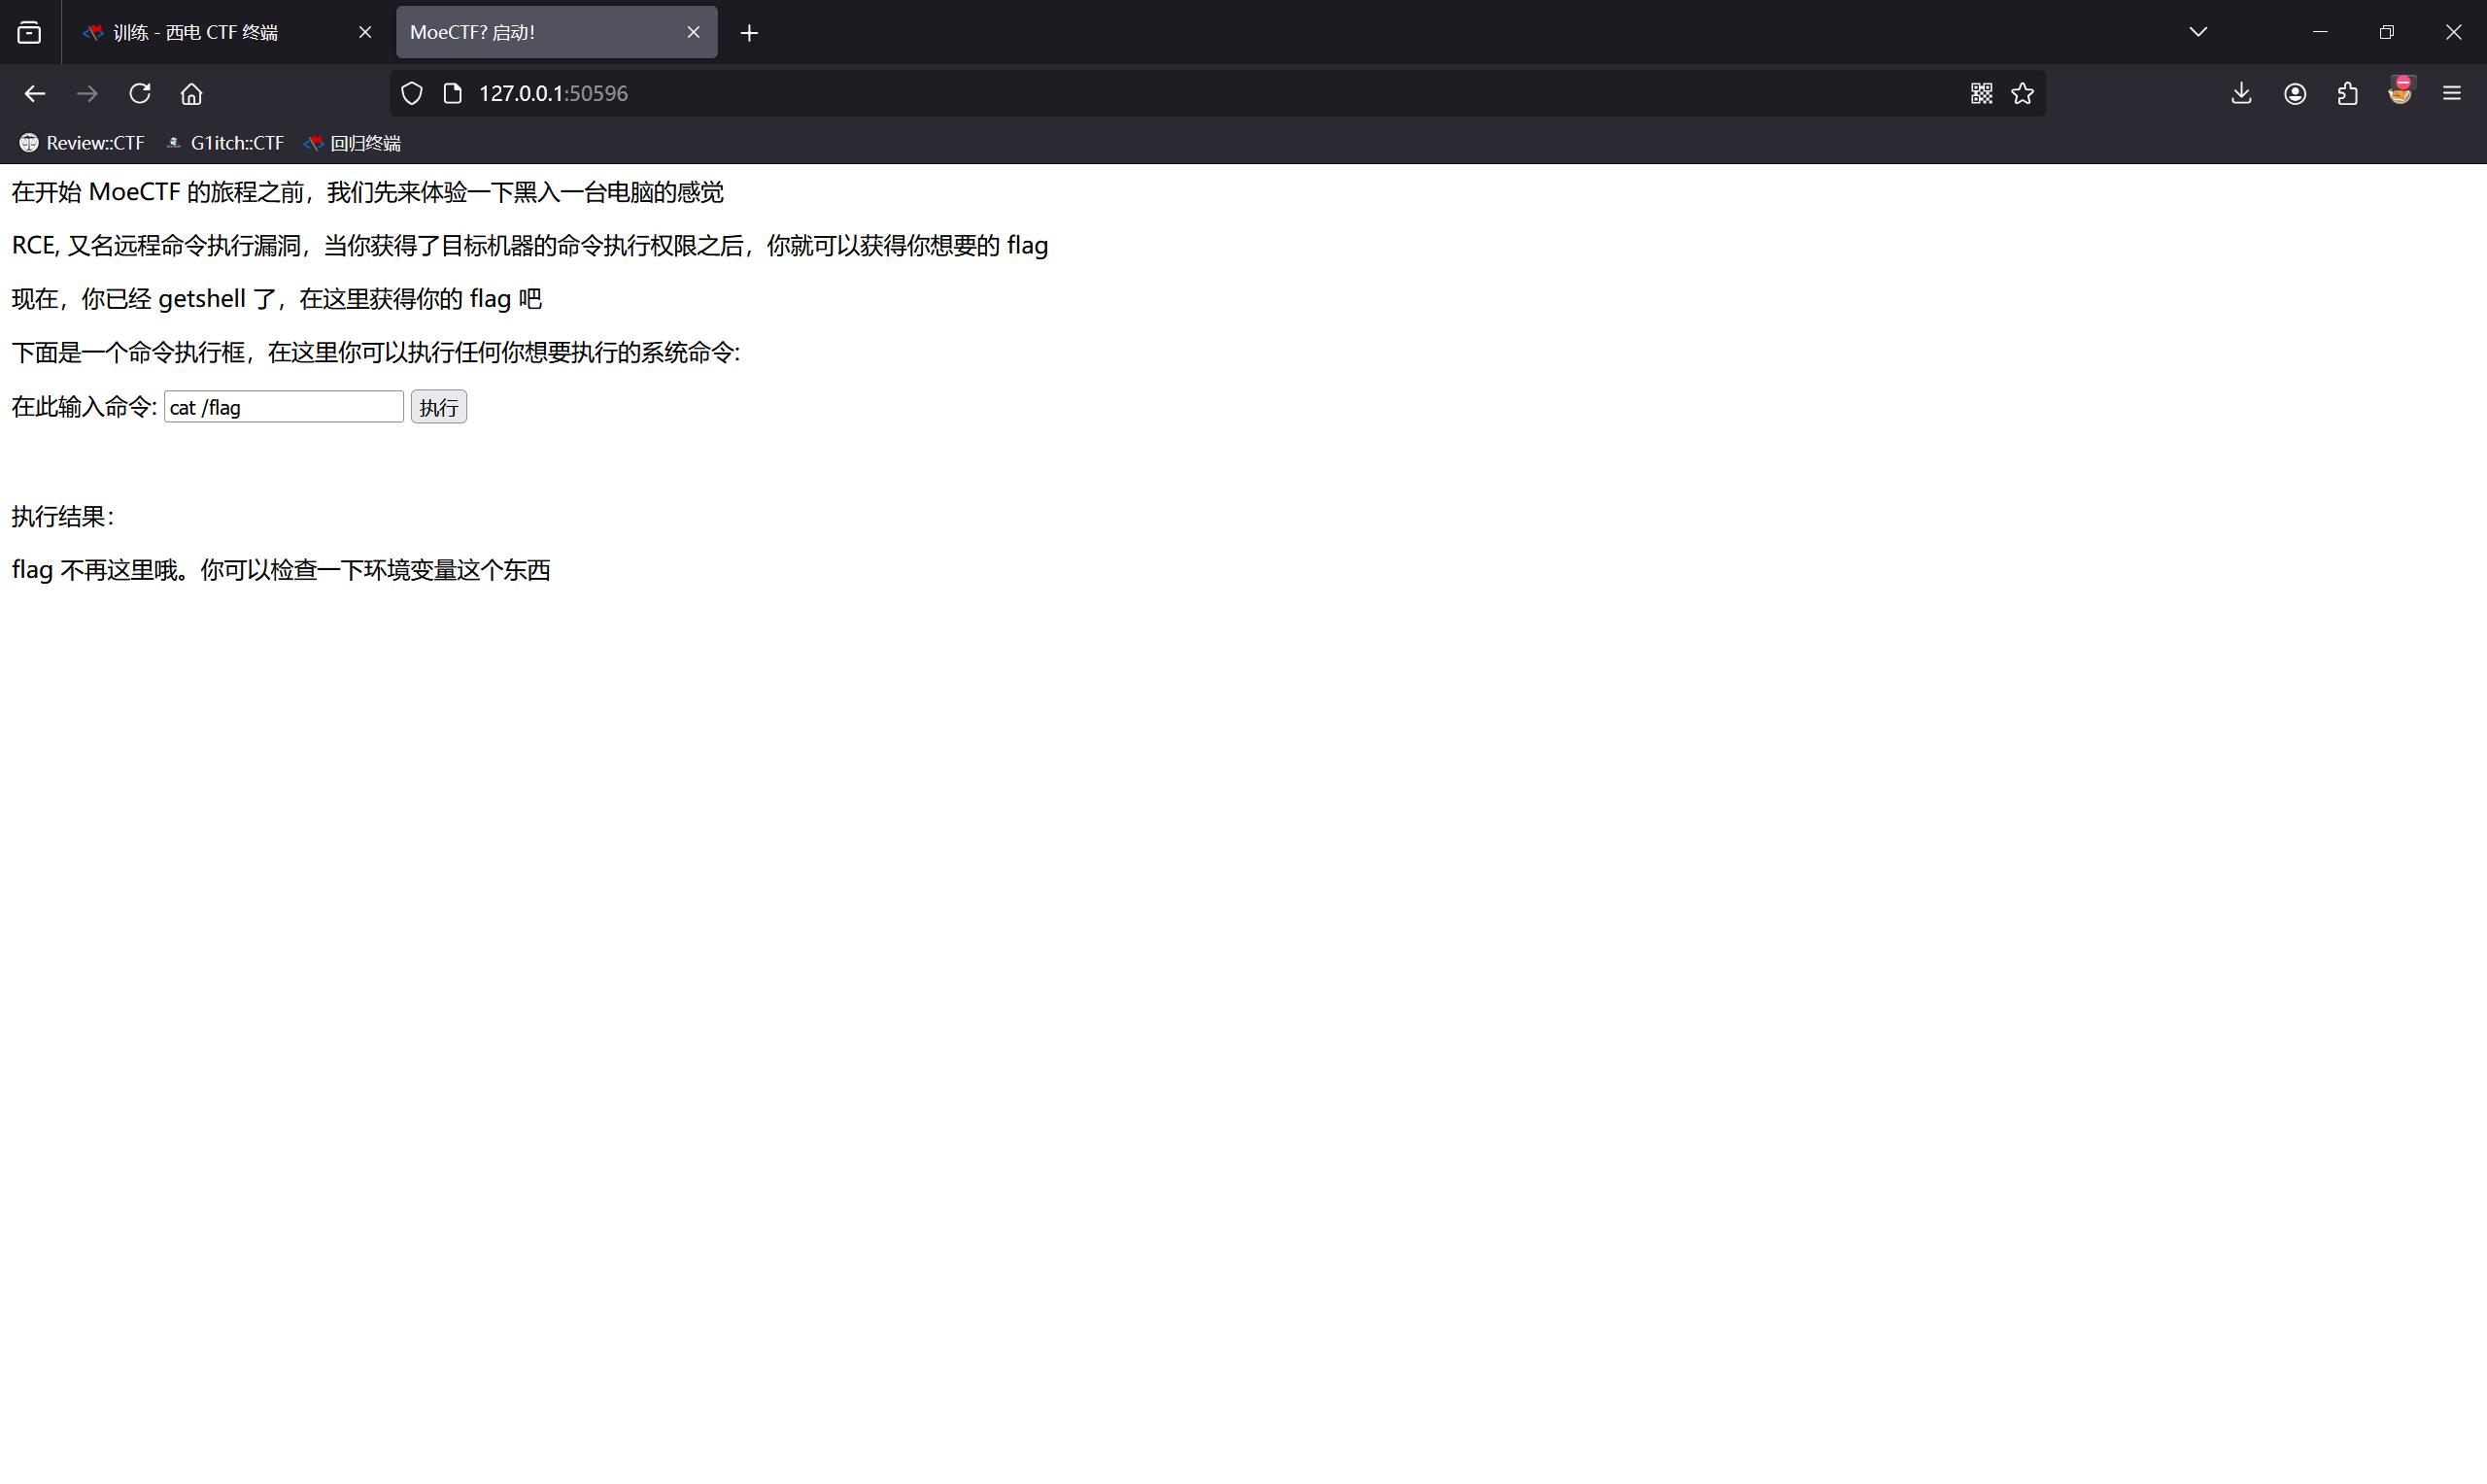 训练 - 西电 CTF 终端
MoeCTF? 启动!
127.0.0.1:50596
Review::CTF
G1itch::CTF
回归终端
在开始 MoeCTF 的旅程之前，我们先来体验一下黑入一台电脑的感觉
RCE, 又名远程命令执行漏洞，当你获得了目标机器的命令执行权限之后，你就可以获得你想要的 flag
现在，你已经 getshell 了，在这里获得你的 flag 吧
下面是一个命令执行框，在这里你可以执行任何你想要执行的系统命令:
在此输入命令: cat /flag 执行
执行结果：
flag 不再这里哦。你可以检查一下环境变量这个东西